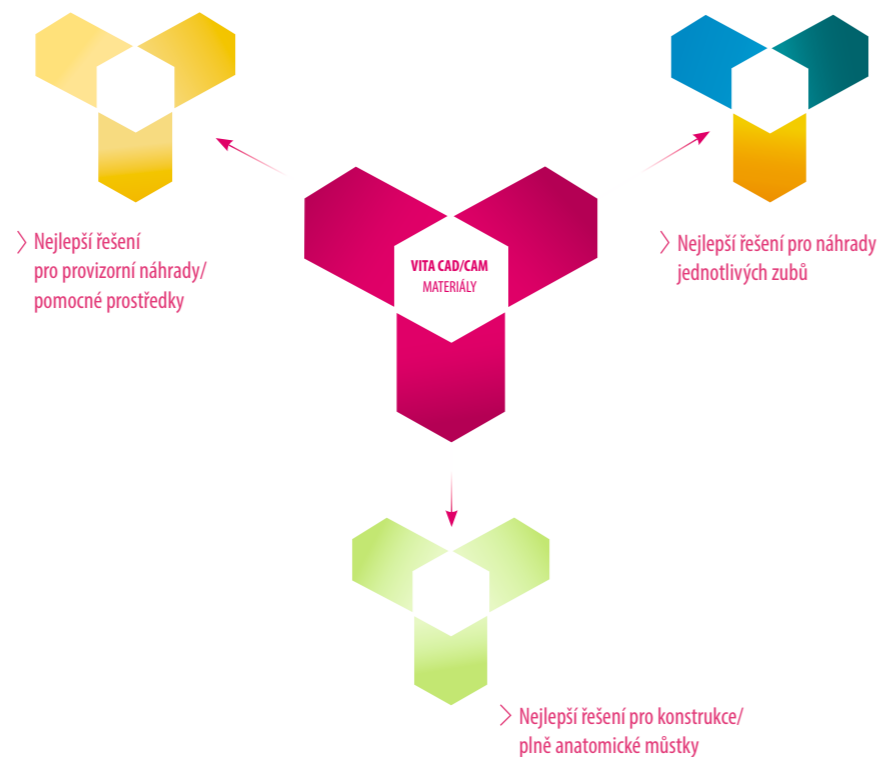 Nejlepší řešení
pro provizorní náhrady/
pomocné prostředky
Nejlepší řešení pro náhrady
jednotlivých zubů
VITA CAD/CAM
MATERIÁLY
Nejlepší řešení pro konstrukce/
plně anatomické můstky